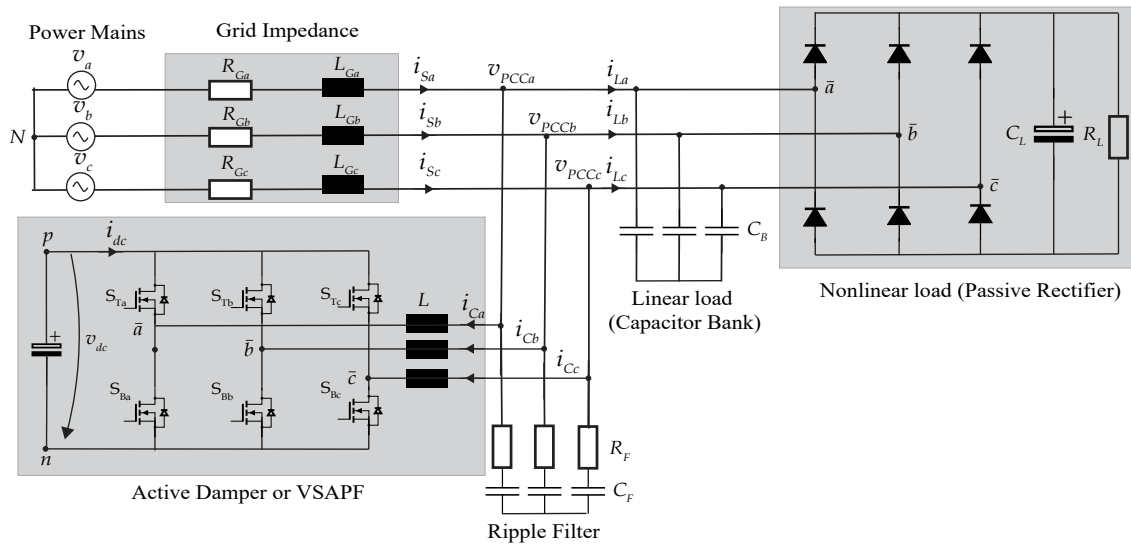 Power Mains
Grid Impedance
v_a
R_Ga
L_Ga
i_Sa
v_PCCa
i_La
ā
v_b
N
R_Gb
L_Gb
i_Sb
v_PCCb
i_Lb
b̄
C_L
+
R_L
v_c
R_Gc
L_Gc
i_Sc
v_PCCc
i_Lc
c̄
C_B
Linear load
(Capacitor Bank)
Nonlinear load (Passive Rectifier)
p
i_dc
S_Ta
S_Tb
S_Tc
L
i_Ca
ā
+
v_dc
b̄
i_Cb
c̄
i_Cc
S_Ba
S_Bb
S_Bc
n
R_F
C_F
Active Damper or VSAPF
Ripple Filter